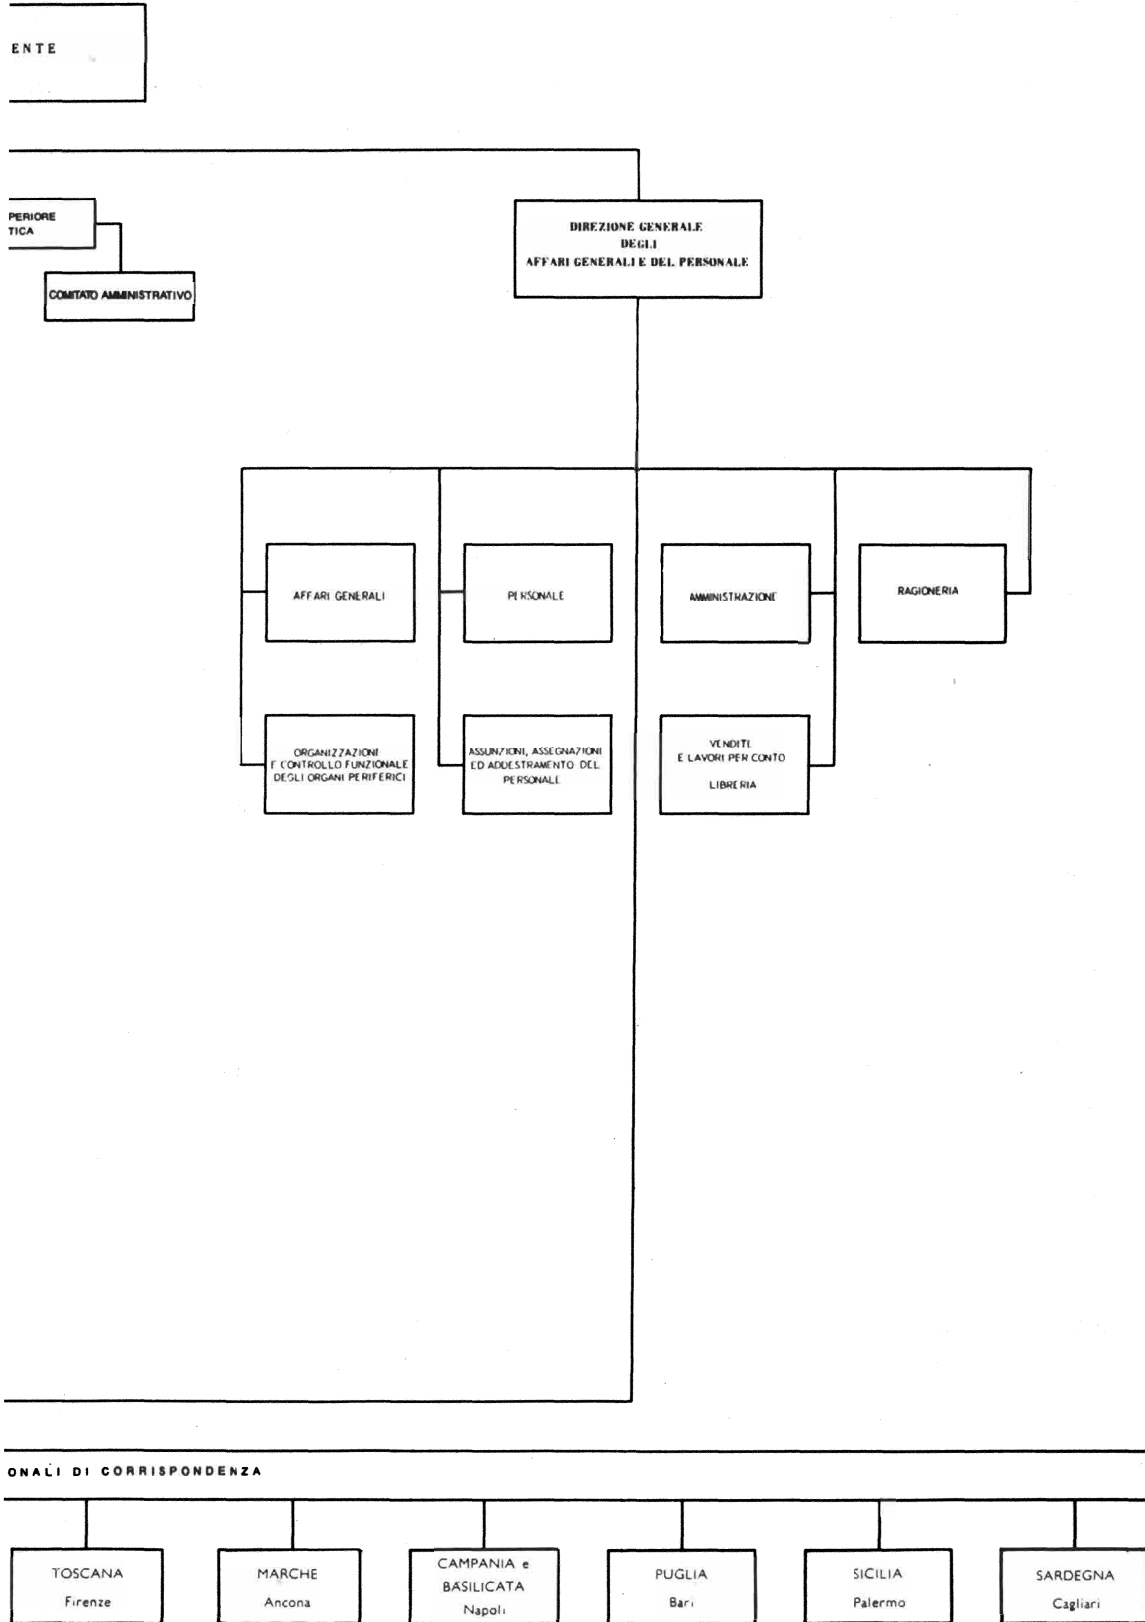 ENTE
PERIORE
TICA
COMITATO AMMINISTRATIVO
DIREZIONE GENERALE
DEGLI
AFFARI GENERALI E DEL PERSONALE
AFFARI GENERALI
PERSONALE
AMMINISTRAZIONE
RAGIONERIA
ORGANIZZAZIONE
E CONTROLLO FUNZIONALE
DEGLI ORGANI PERIFERICI
ASSUNZIONI, ASSEGNAZIONI
ED ADDESTRAMENTO DEL
PERSONALE
VENDITE
E LAVORI PER CONTO
LIBRERIA
ONALI DI CORRISPONDENZA
TOSCANA
Firenze
MARCHE
Ancona
CAMPANIA e
BASILICATA
Napoli
PUGLIA
Bari
SICILIA
Palermo
SARDEGNA
Cagliari